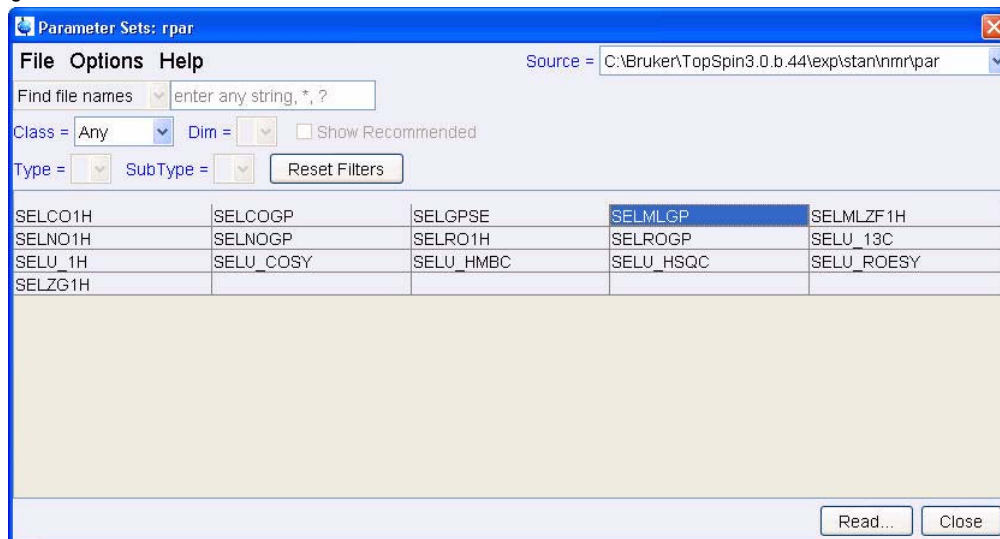 Parameter Sets: rpar
File Options Help Source = C:\Bruker\TopSpin3.0.b.44\exp\stan\nmr\par
Find file names enter any string, *, ?
Class = Any Dim = Show Recommended
Type = SubType = Reset Filters
SELCO1H SELCOGP SELGPSE SELMLGP SELMLZF1H
SELNO1H SELNOGP SELRO1H SELROGP SELU_13C
SELU_1H SELU_COSY SELU_HMBC SELU_HSQC SELU_ROESY
SELZG1H
Read... Close